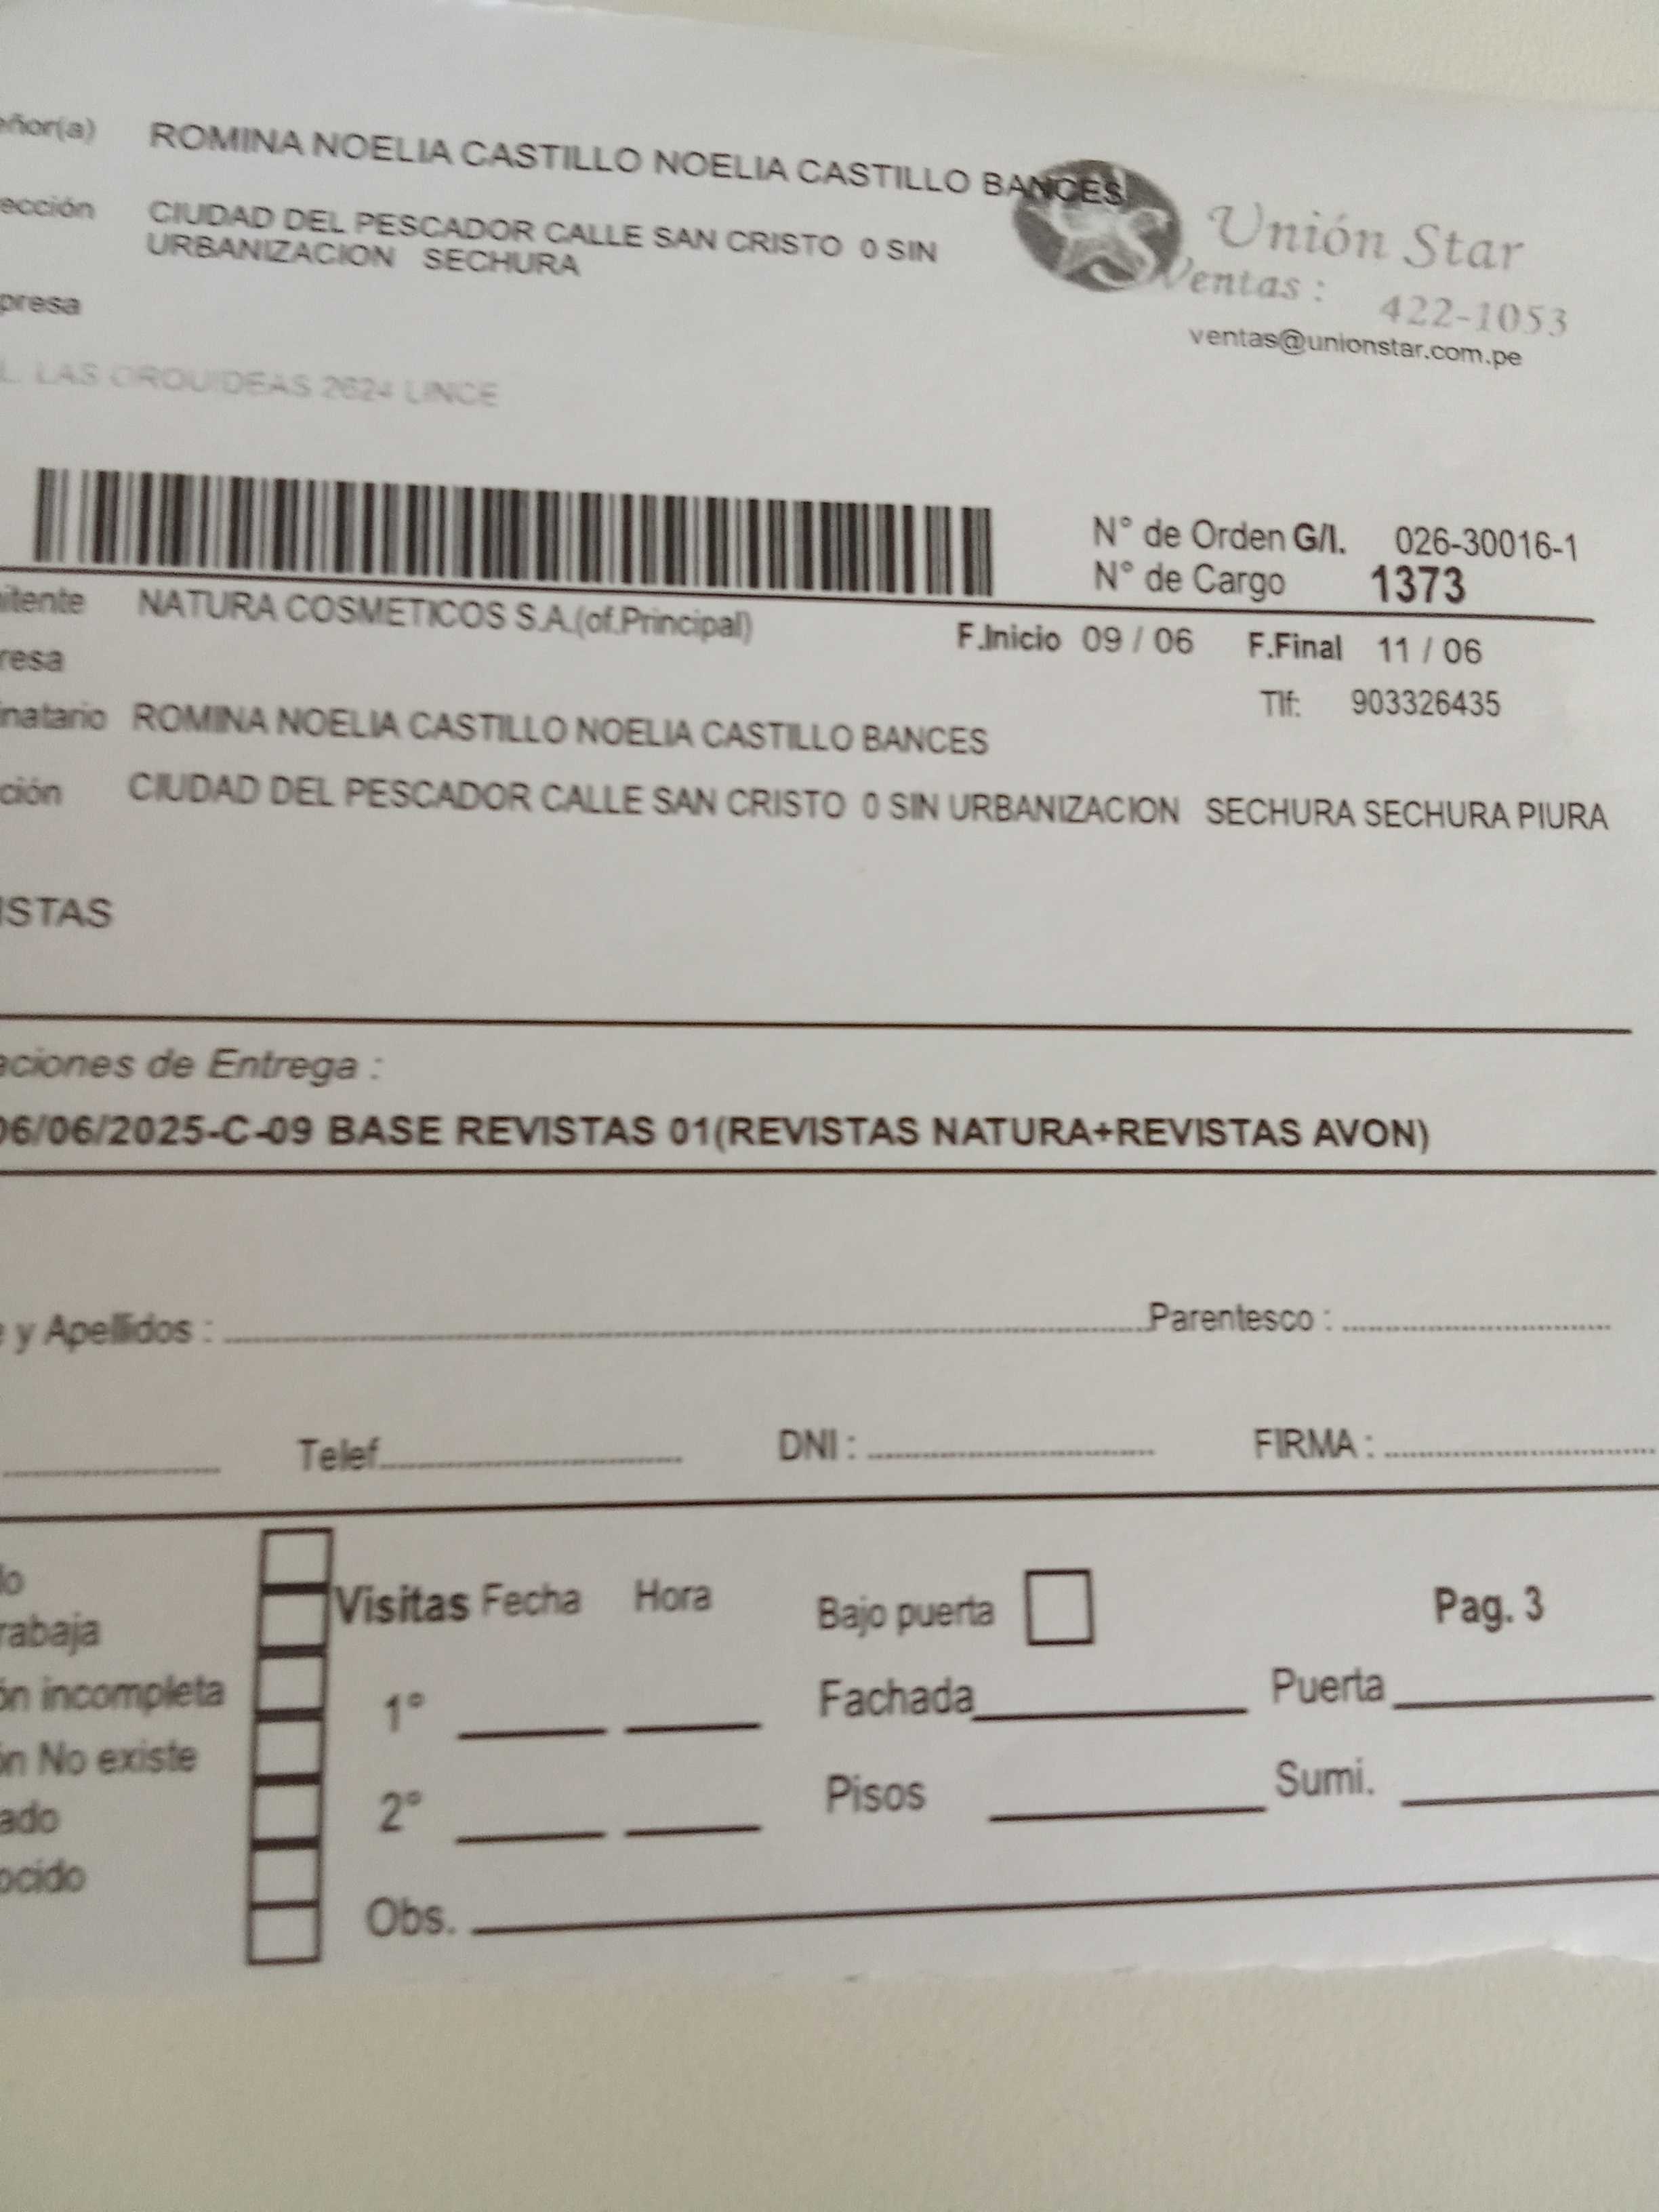 eñor(a) ROMINA NOELIA CASTILLO NOELIA CASTILLO BANCES
ección CIUDAD DEL PESCADOR CALLE SAN CRISTO 0 SIN
URBANIZACION SECHURA
Unión Star
Ventas : 422-1053
ventas@unionstar.com.pe
presa
L. LAS ORQUIDEAS 2624 LINCE
N° de Orden G/I. 026-30016-1
N° de Cargo 1373
itente NATURA COSMETICOS S.A.(of.Principal)
F.Inicio 09 / 06 F.Final 11 / 06
resa
Tlf: 903326435
inatario ROMINA NOELIA CASTILLO NOELIA CASTILLO BANCES
ción CIUDAD DEL PESCADOR CALLE SAN CRISTO 0 SIN URBANIZACION SECHURA SECHURA PIURA
ISTAS
aciones de Entrega :
06/06/2025-C-09 BASE REVISTAS 01(REVISTAS NATURA+REVISTAS AVON)
e y Apellidos : Parentesco :
Telef. DNI : FIRMA :
do
rabaja
Visitas Fecha Hora Bajo puerta Pag. 3
ón incompleta
1° Fachada Puerta
ón No existe
ado
2° Pisos Sumi.
ocido
Obs.